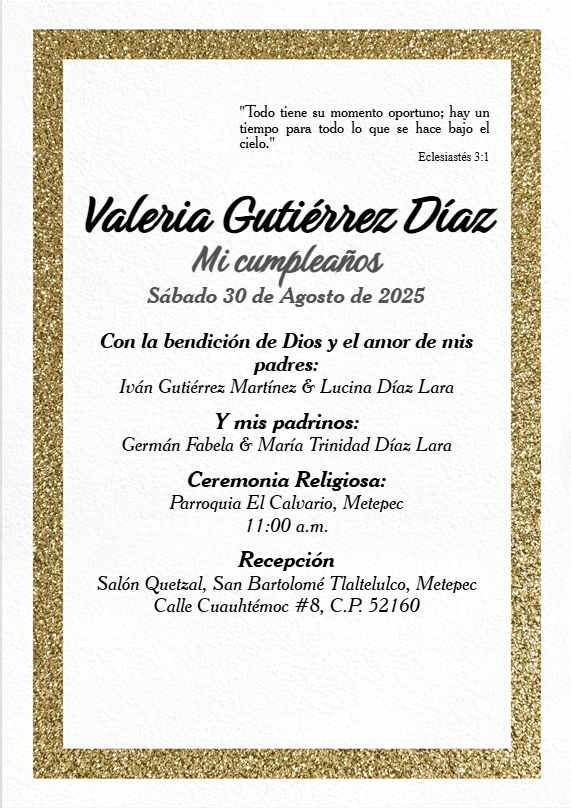 "Todo tiene su momento oportuno; hay un
tiempo para todo lo que se hace bajo el
cielo."
Eclesiastés 3:1
Valeria Gutiérrez Díaz
Mi cumpleaños
Sábado 30 de Agosto de 2025
Con la bendición de Dios y el amor de mis
padres:
Iván Gutiérrez Martínez & Lucina Díaz Lara
Y mis padrinos:
Germán Fabela & María Trinidad Díaz Lara
Ceremonia Religiosa:
Parroquia El Calvario, Metepec
11:00 a.m.
Recepción
Salón Quetzal, San Bartolomé Tlaltelulco, Metepec
Calle Cuauhtémoc #8, C.P. 52160